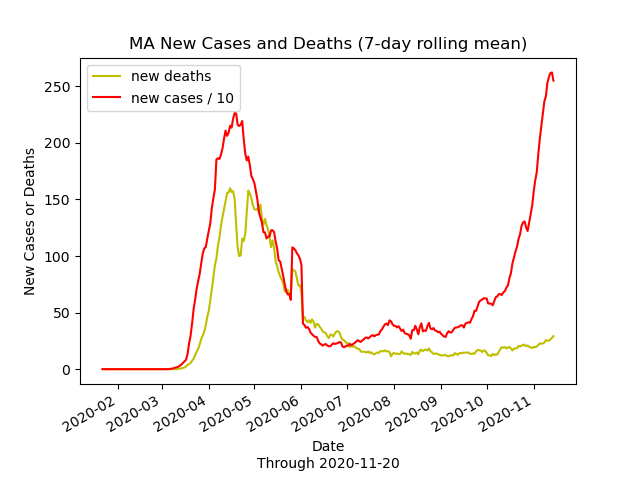 MA New Cases and Deaths (7-day rolling mean)
new deaths
new cases / 10
250
200
150
100
50
0
New Cases or Deaths
2020-02
2020-03
2020-04
2020-05
2020-06
2020-07
2020-08
2020-09
2020-10
2020-11
Date
Through 2020-11-20